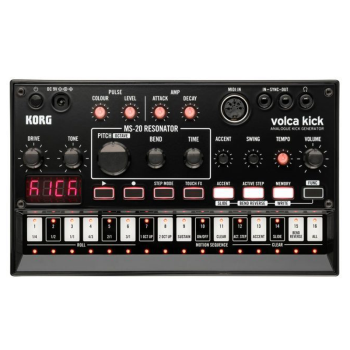 DC 9V
PULSE
AMP
COLOUR LEVEL ATTACK DECAY
MIDI IN
IN–SYNC–OUT
KORG
MS-20 RESONATOR
volca kick
ANALOGUE KICK GENERATOR
DRIVE TONE
PITCH OCTAVE BEND TIME
ACCENT SWING TEMPO VOLUME
STEP MODE TOUCH FX
ACCENT ACTIVE STEP MEMORY FUNC
SLIDE BEND REVERSE WRITE
1 2 3 4 5 6 7 8 9 10 11 12 13 14 15 16
ROLL MOTION SEQUENCE CLEAR